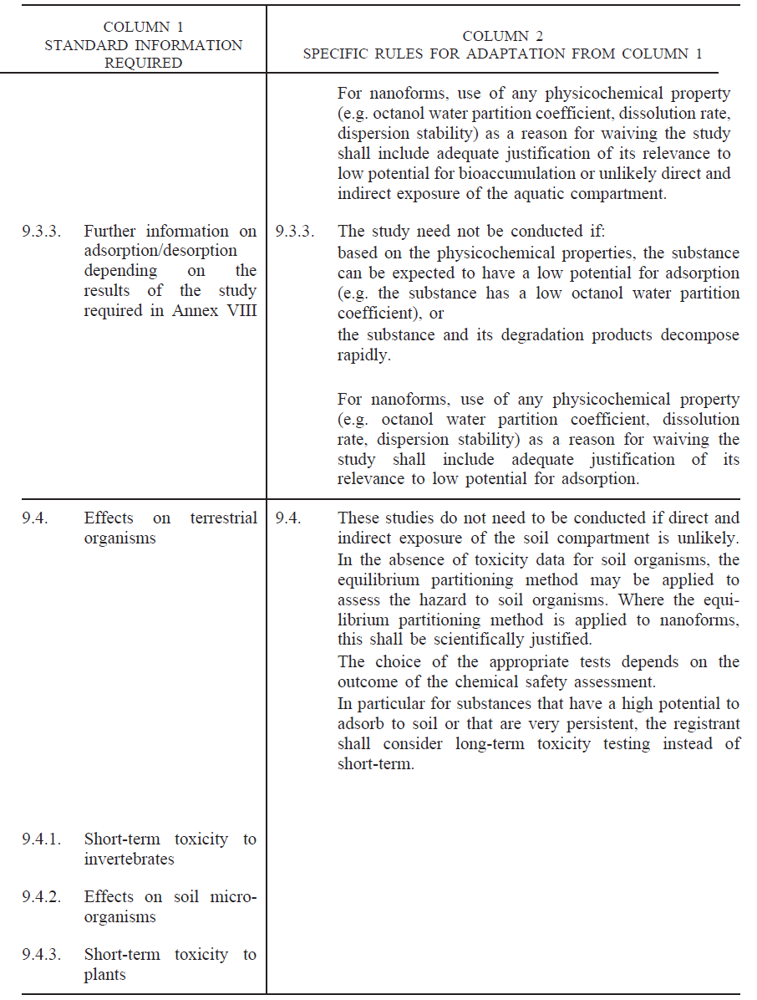 COLUMN 1
STANDARD INFORMATION
REQUIRED
COLUMN 2
SPECIFIC RULES FOR ADAPTATION FROM COLUMN 1
For nanoforms, use of any physicochemical property
(e.g. octanol water partition coefficient, dissolution rate,
dispersion stability) as a reason for waiving the study
shall include adequate justification of its relevance to
low potential for bioaccumulation or unlikely direct and
indirect exposure of the aquatic compartment.
9.3.3. Further information on
adsorption/desorption
depending on the
results of the study
required in Annex VIII
9.3.3. The study need not be conducted if:
based on the physicochemical properties, the substance
can be expected to have a low potential for adsorption
(e.g. the substance has a low octanol water partition
coefficient), or
the substance and its degradation products decompose
rapidly.
For nanoforms, use of any physicochemical property
(e.g. octanol water partition coefficient, dissolution
rate, dispersion stability) as a reason for waiving the
study shall include adequate justification of its
relevance to low potential for adsorption.
9.4. Effects on terrestrial
organisms
9.4. These studies do not need to be conducted if direct and
indirect exposure of the soil compartment is unlikely.
In the absence of toxicity data for soil organisms, the
equilibrium partitioning method may be applied to
assess the hazard to soil organisms. Where the equi-
librium partitioning method is applied to nanoforms,
this shall be scientifically justified.
The choice of the appropriate tests depends on the
outcome of the chemical safety assessment.
In particular for substances that have a high potential to
adsorb to soil or that are very persistent, the registrant
shall consider long-term toxicity testing instead of
short-term.
9.4.1. Short-term toxicity to
invertebrates
9.4.2. Effects on soil micro-
organisms
9.4.3. Short-term toxicity to
plants